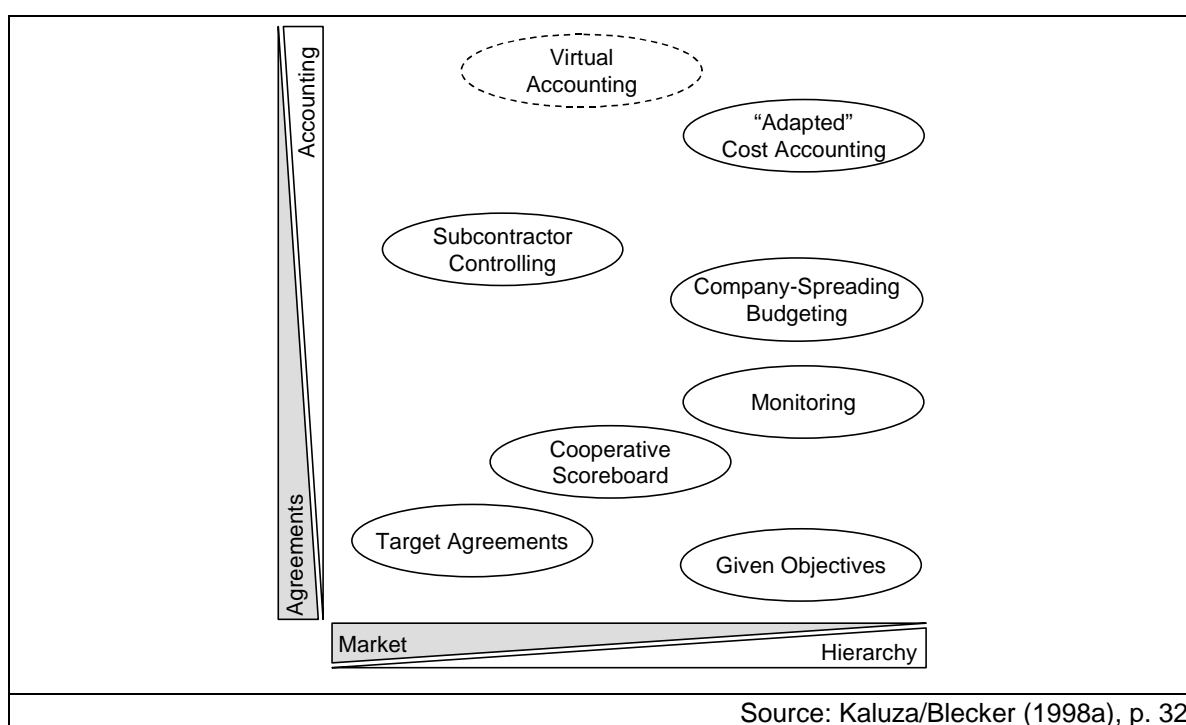 Accounting
Agreements
Virtual
Accounting
“Adapted”
Cost Accounting
Subcontractor
Controlling
Company-Spreading
Budgeting
Monitoring
Cooperative
Scoreboard
Target Agreements
Given Objectives
Market
Hierarchy
Source: Kaluza/Blecker (1998a), p. 32